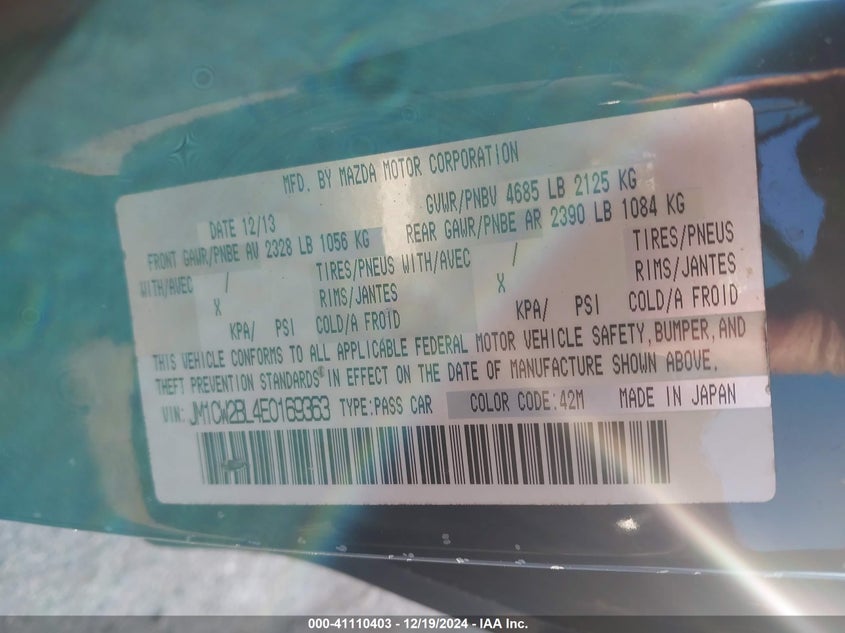 MFD. BY MAZDA MOTOR CORPORATION
DATE 12/13 GVWR/PNBV 4685 LB 2125 KG
FRONT GAWR/PNBE AV 2328 LB 1056 KG REAR GAWR/PNBE AR 2390 LB 1084 KG
WITH/AVEC / TIRES/PNEUS WITH/AVEC / TIRES/PNEUS
X RIMS/JANTES X RIMS/JANTES
KPA/ PSI COLD/A FROID KPA/ PSI COLD/A FROID
THIS VEHICLE CONFORMS TO ALL APPLICABLE FEDERAL MOTOR VEHICLE SAFETY, BUMPER, AND
THEFT PREVENTION STANDARDS IN EFFECT ON THE DATE OF MANUFACTURE SHOWN ABOVE.
VIN: JM1CW2BL4E0169363 TYPE:PASS CAR COLOR CODE:42M MADE IN JAPAN
000-41110403 - 12/19/2024 - IAA Inc.